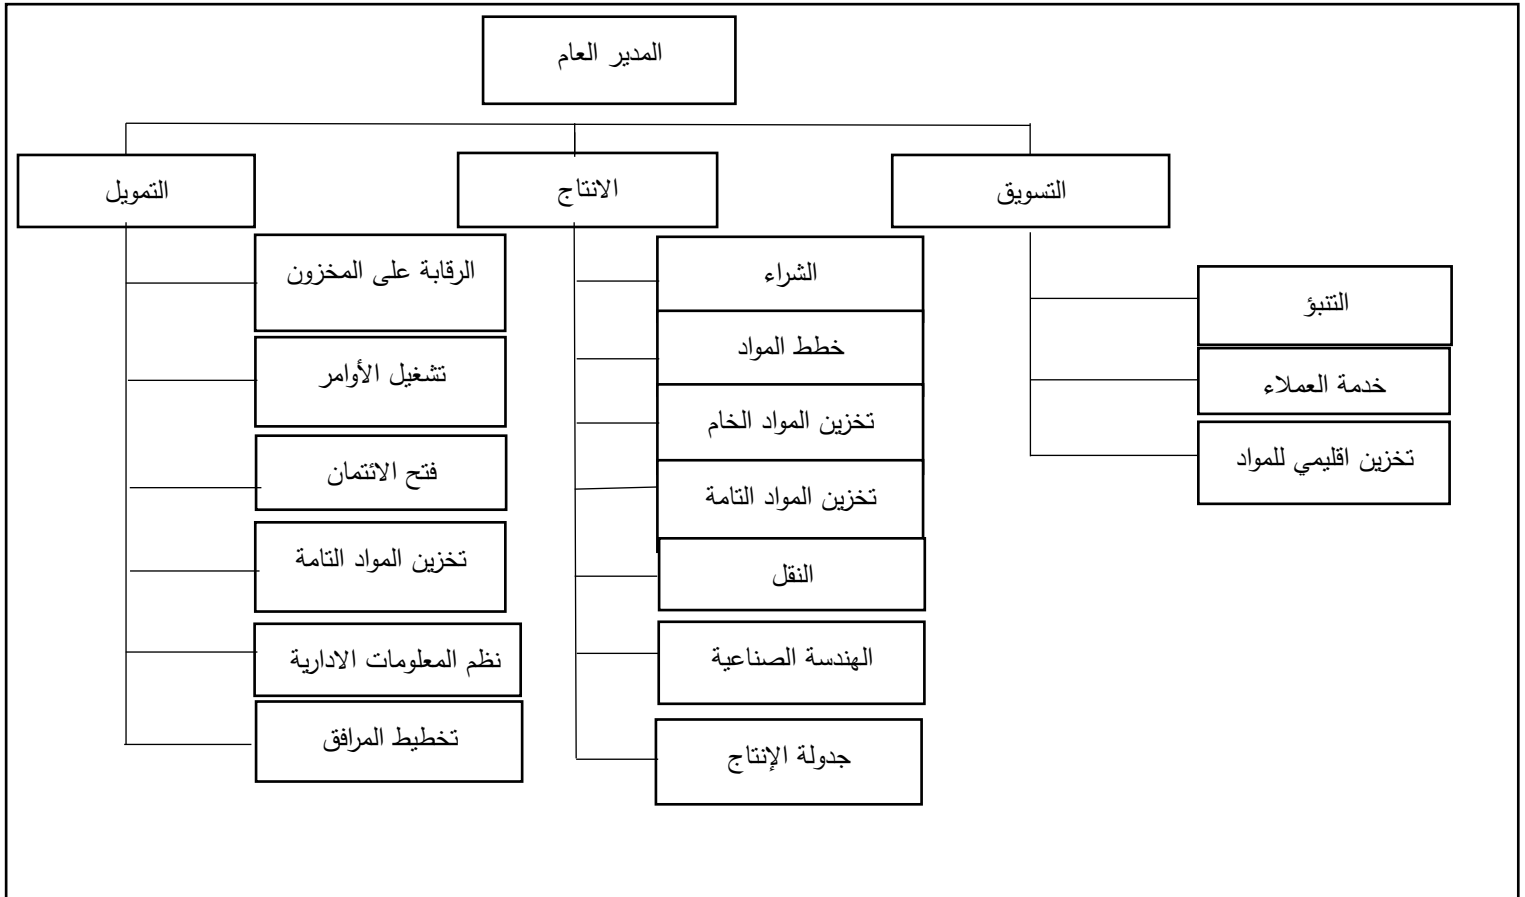 المدير العام
التسويق
الانتاج
التمويل
التنبؤ
خدمة العملاء
تخزين اقليمي للمواد
الشراء
خطط المواد
تخزين المواد الخام
تخزين المواد التامة
النقل
الهندسة الصناعية
جدولة الإنتاج
الرقابة على المخزون
تشغيل الأوامر
فتح الائتمان
تخزين المواد التامة
نظم المعلومات الادارية
تخطيط المرافق